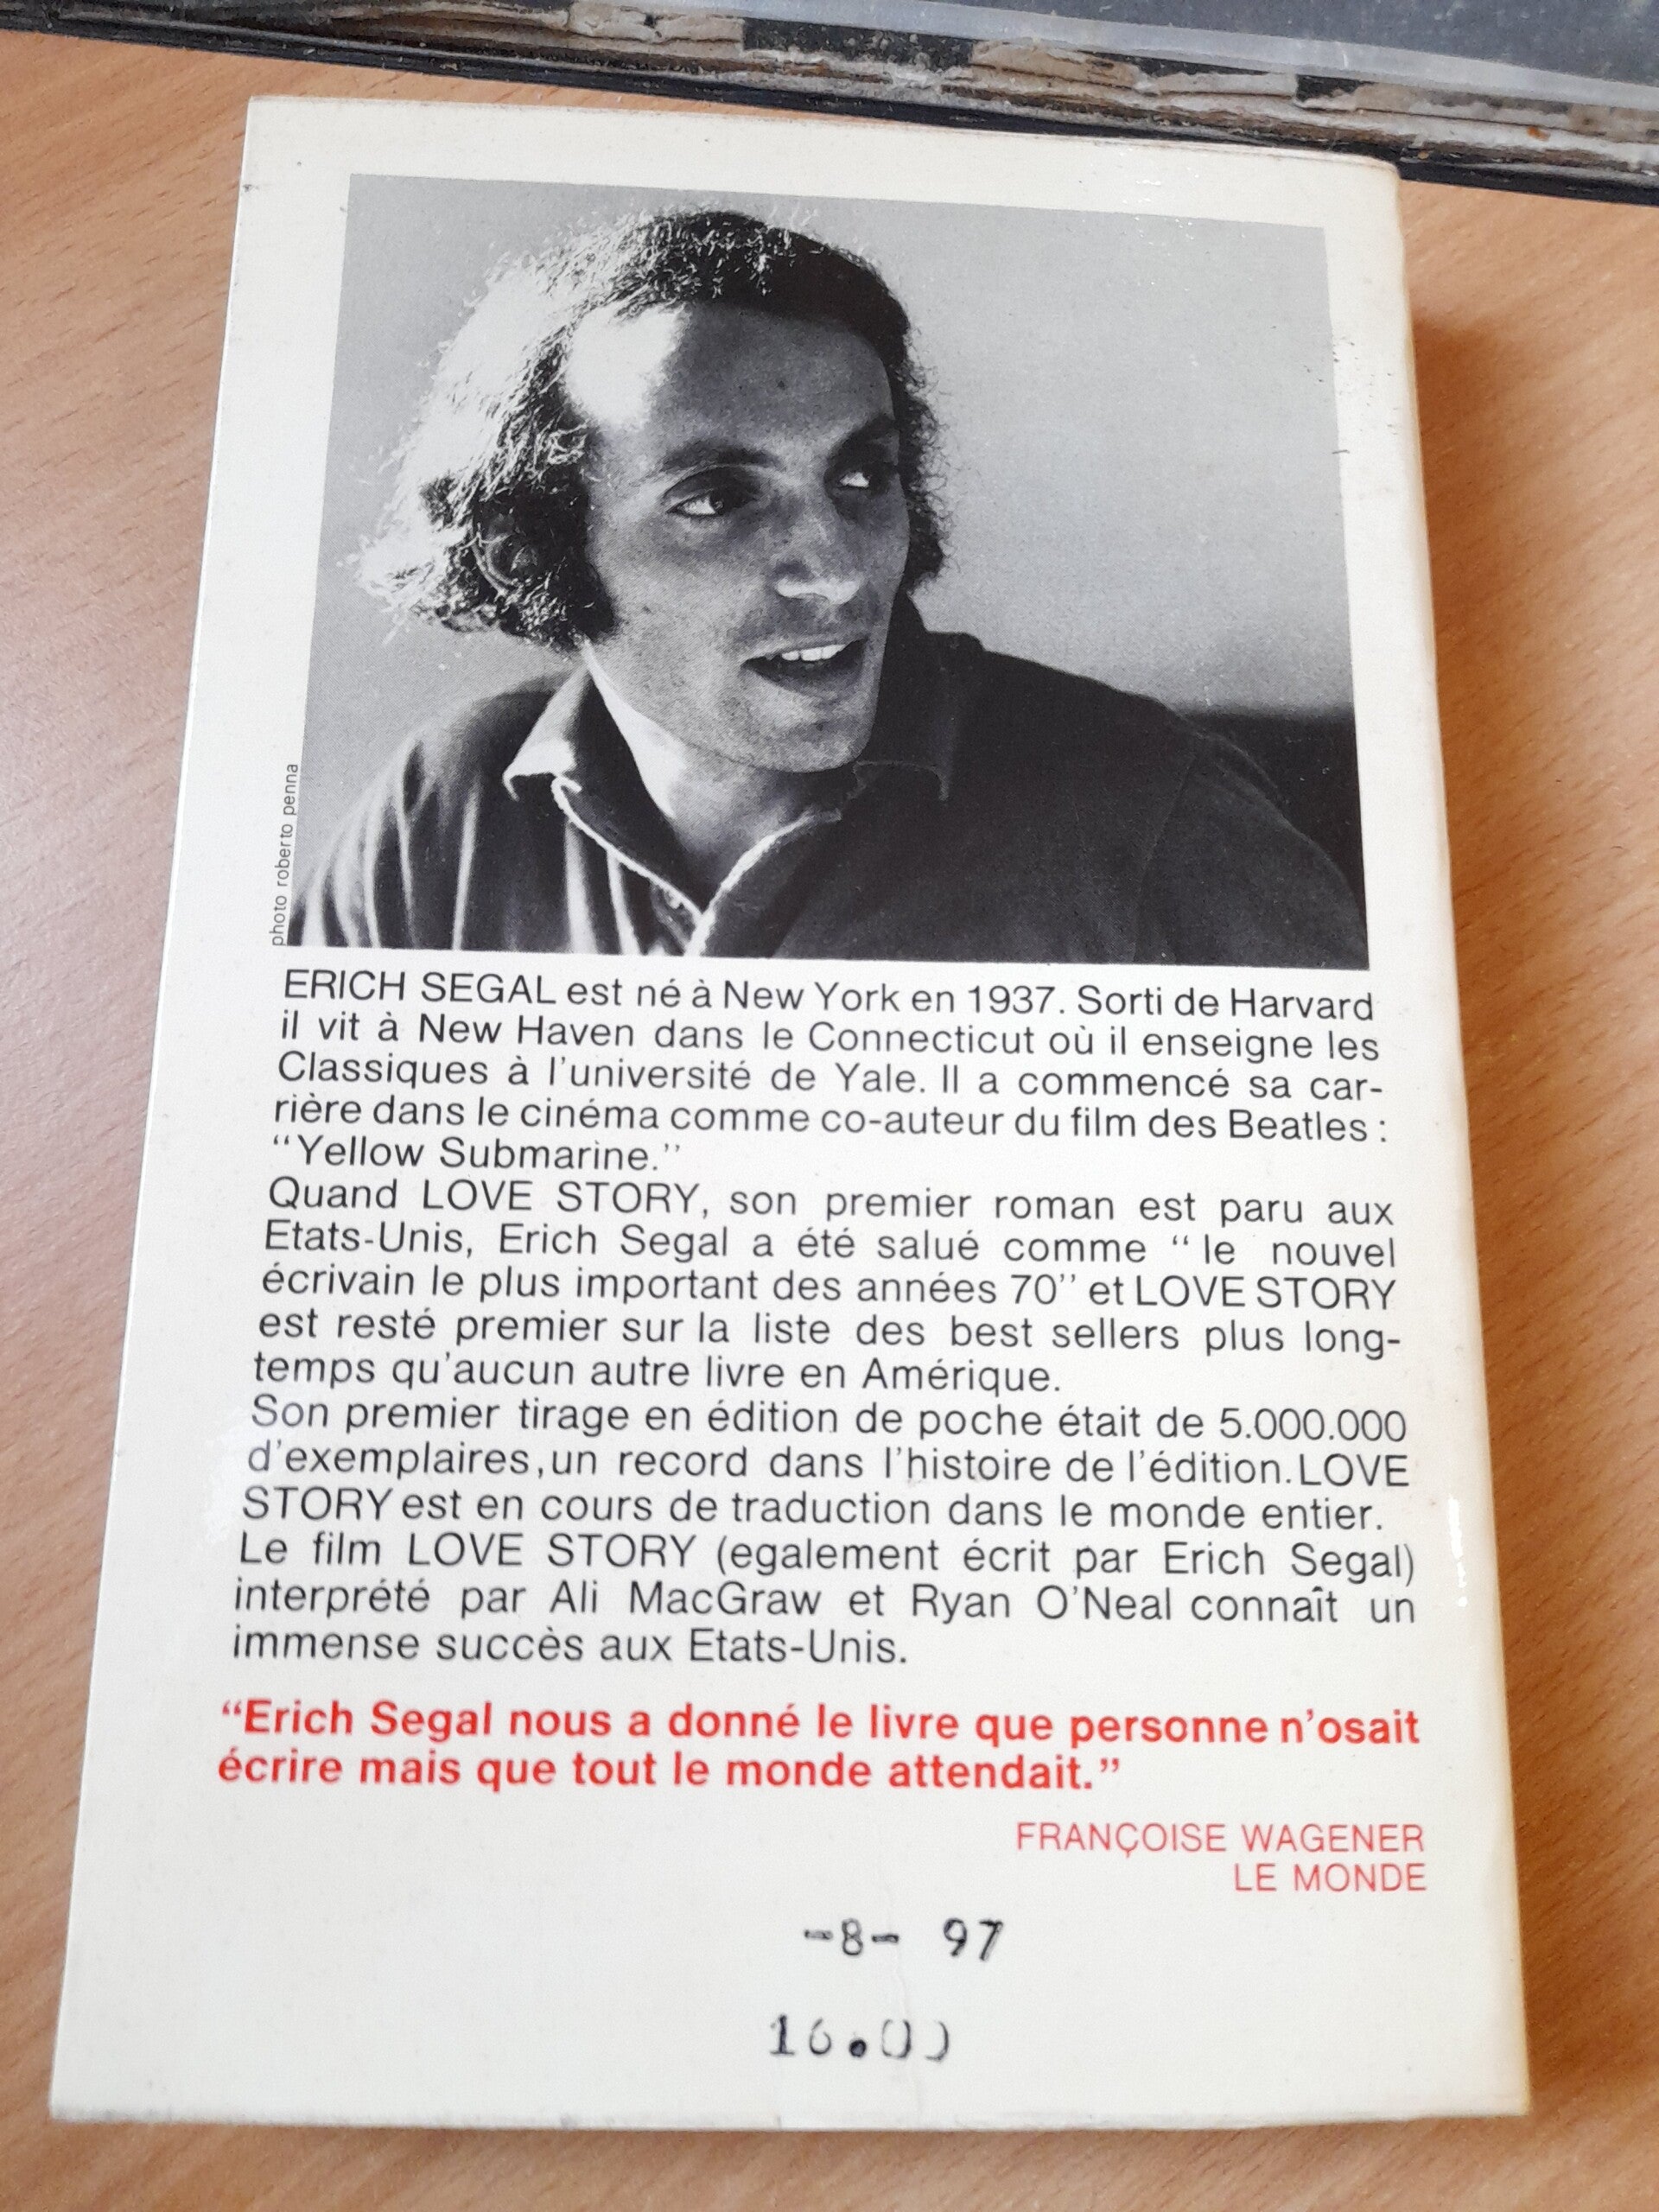 photo roberto penna
ERICH SEGAL est né à New York en 1937. Sorti de Harvard
il vit à New Haven dans le Connecticut où il enseigne les
Classiques à l'université de Yale. Il a commencé sa car-
rière dans le cinéma comme co-auteur du film des Beatles :
“Yellow Submarine.”
Quand LOVE STORY, son premier roman est paru aux
Etats-Unis, Erich Segal a été salué comme “ le nouvel
écrivain le plus important des années 70” et LOVE STORY
est resté premier sur la liste des best sellers plus long-
temps qu'aucun autre livre en Amérique.
Son premier tirage en édition de poche était de 5.000.000
d'exemplaires,un record dans l'histoire de l'édition. LOVE
STORY est en cours de traduction dans le monde entier.
Le film LOVE STORY (egalement écrit par Erich Segal)
interprété par Ali MacGraw et Ryan O'Neal connaît un
immense succès aux Etats-Unis.
“Erich Segal nous a donné le livre que personne n'osait
écrire mais que tout le monde attendait.”
FRANÇOISE WAGENER
LE MONDE
-8- 97